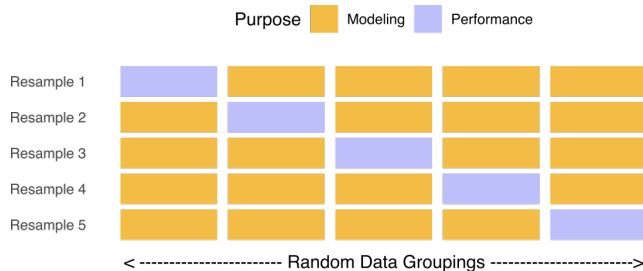 Purpose Modeling Performance
Resample 1
Resample 2
Resample 3
Resample 4
Resample 5
< ---------------- Random Data Groupings ---------------- >